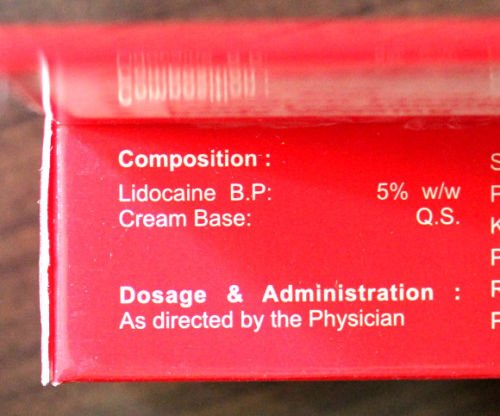 Composition :
Lidocaine B.P: 5% w/w
Cream Base: Q.S.
Dosage & Administration :
As directed by the Physician